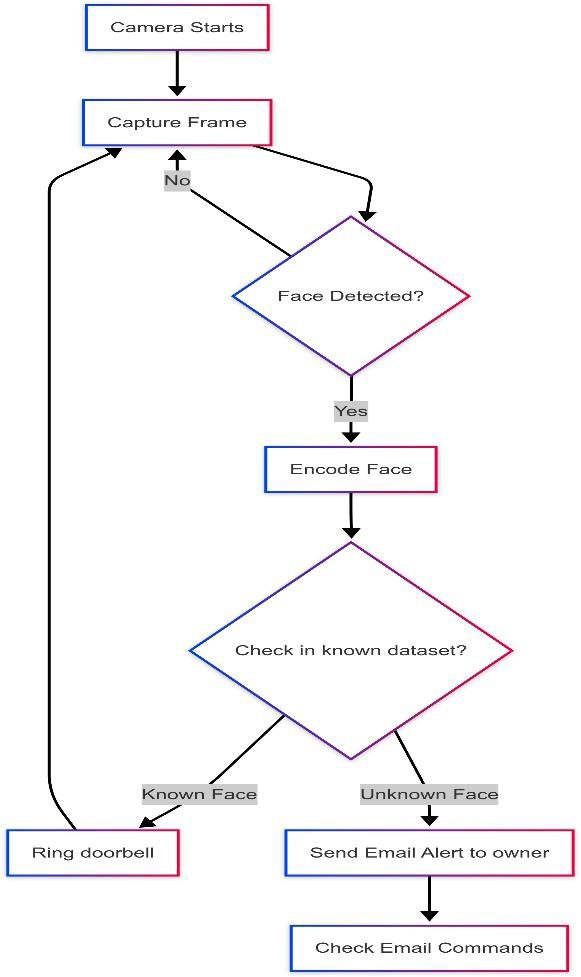 Camera Starts
Capture Frame
No
Face Detected?
Yes
Encode Face
Check in known dataset?
Known Face
Unknown Face
Ring doorbell
Send Email Alert to owner
Check Email Commands